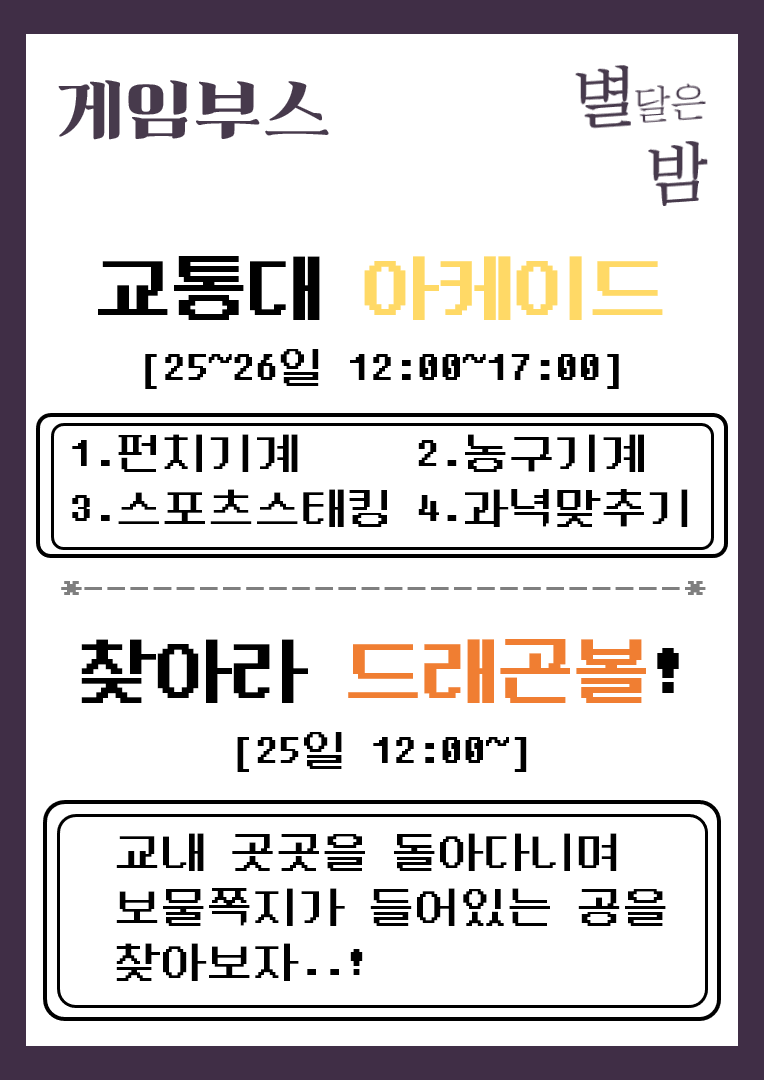 게임부스
별달은
밤
교통대 아케이드
[25~26일 12:00~17:00]
1.펀치기계 2.농구기계
3.스포츠스태킹 4.과녁맞추기
*---------------------------*
찾아라 드래곤볼!
[25일 12:00~]
교내 곳곳을 돌아다니며
보물쪽지가 들어있는 공을
찾아보자..!